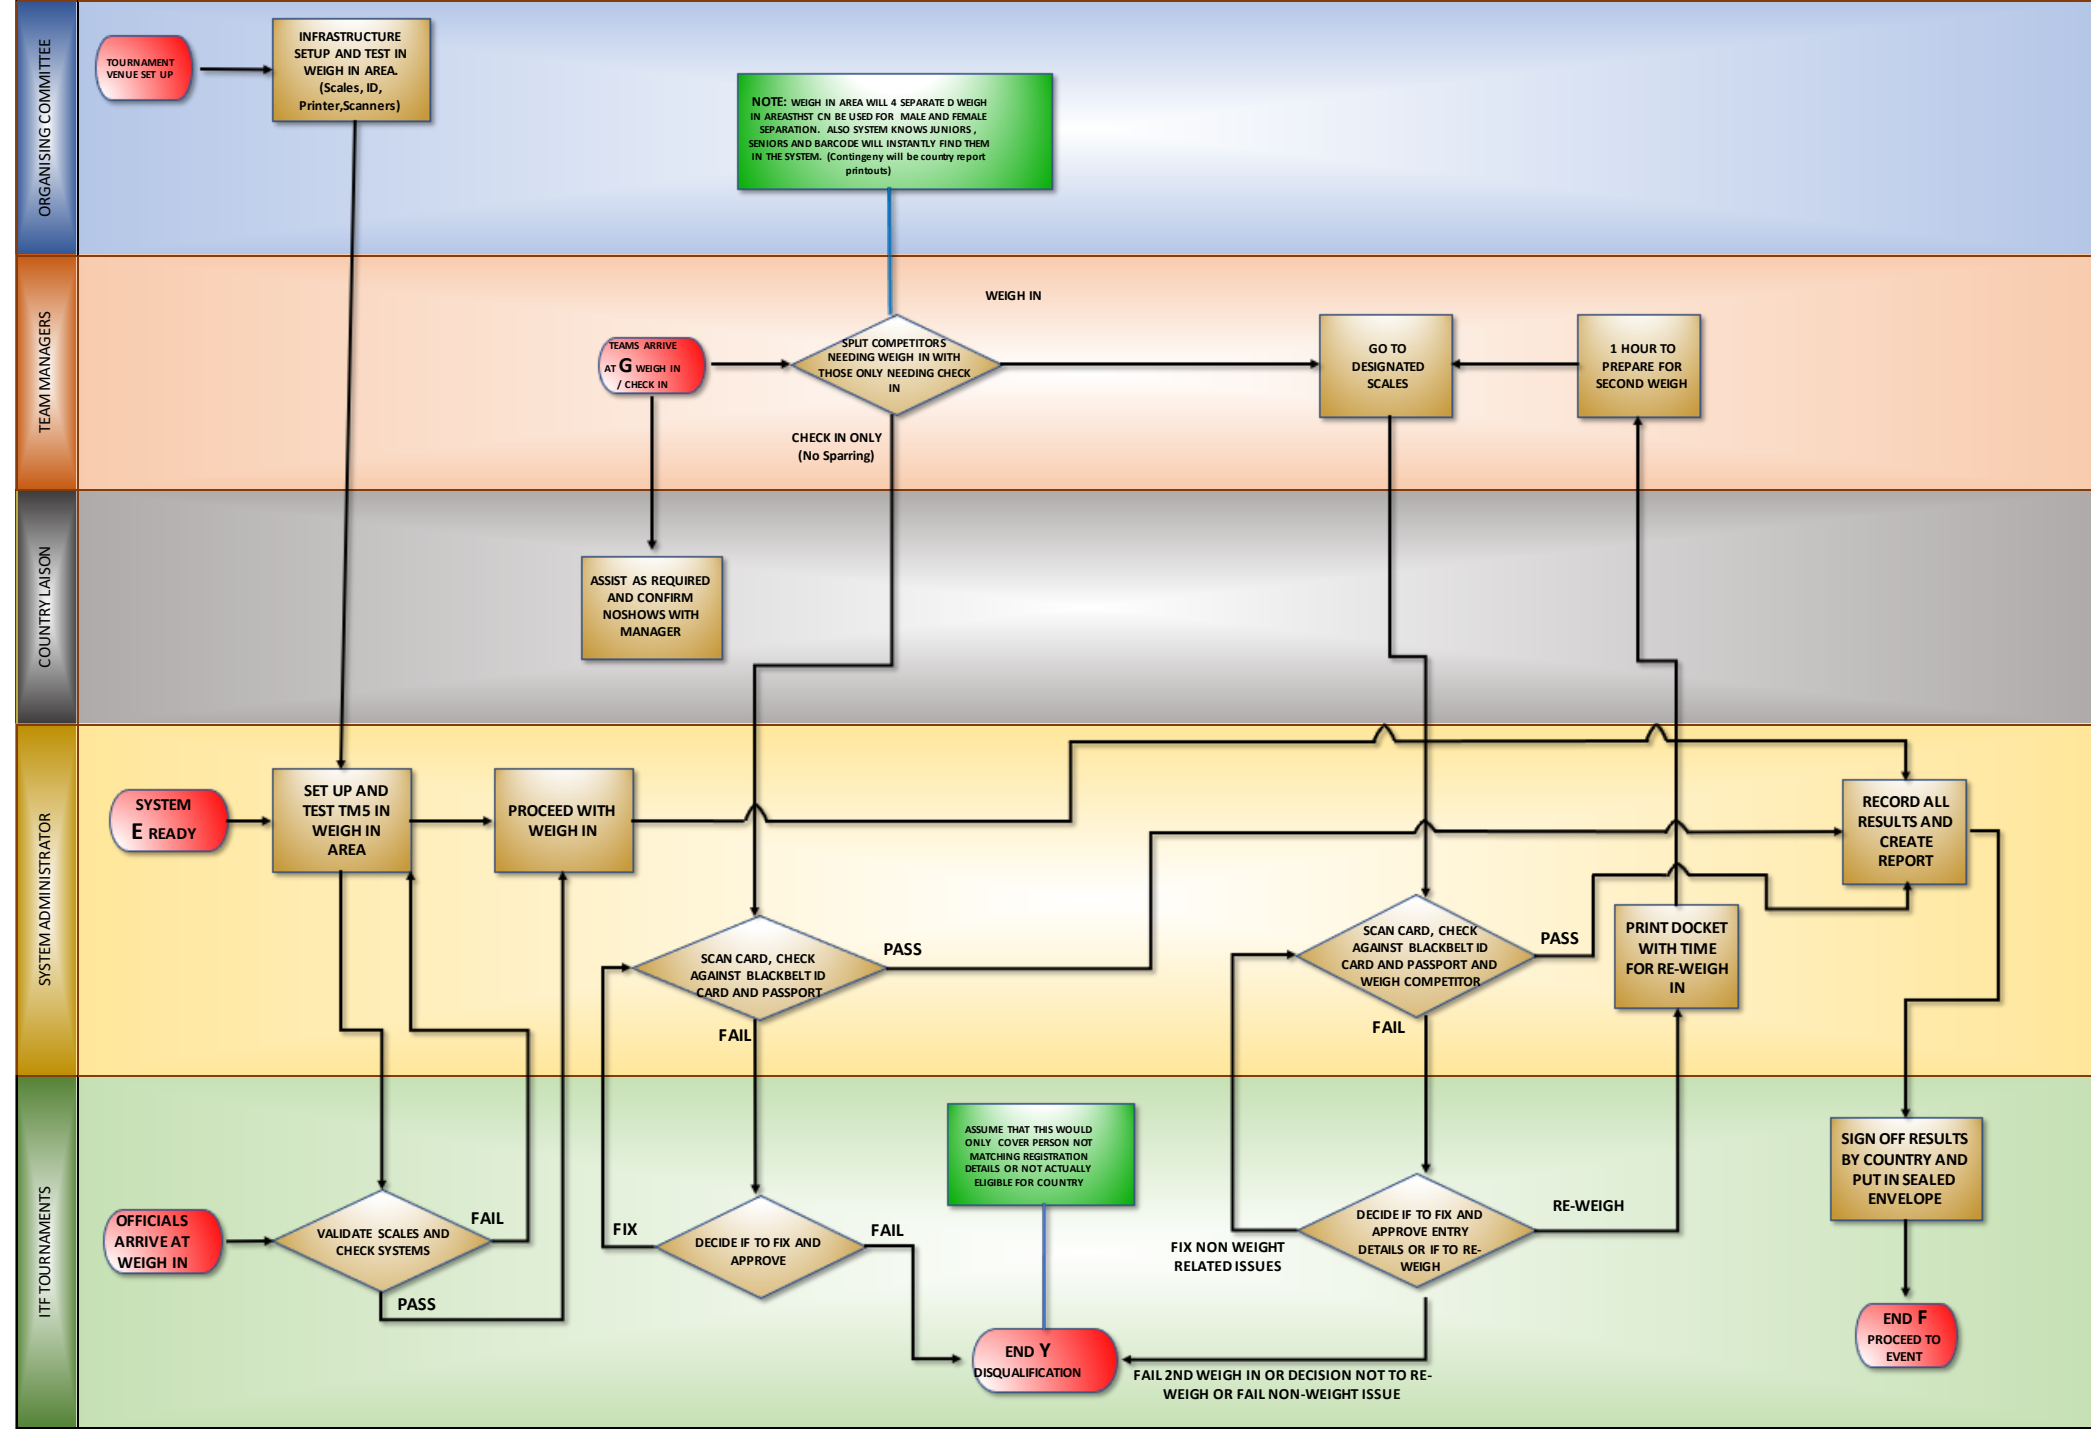 ORGANISING COMMITTEE
TOURNAMENT
VENUE SET UP
INFRASTRUCTURE
SETUP AND TEST IN
WEIGH IN AREA.
(Scales, ID,
Printer,Scanners)
NOTE: WEIGH IN AREA WILL 4 SEPARATE D WEIGH
IN AREASTHST CN BE USED FOR MALE AND FEMALE
SEPARATION. ALSO SYSTEM KNOWS JUNIORS ,
SENIORS AND BARCODE WILL INSTANTLY FIND THEM
IN THE SYSTEM. (Contingeny will be country report
printouts)
TEAM MANAGERS
TEAMS ARRIVE
AT G WEIGH IN
/ CHECK IN
SPLIT COMPETITORS
NEEDING WEIGH IN WITH
THOSE ONLY NEEDING CHECK
IN
WEIGH IN
CHECK IN ONLY
(No Sparring)
GO TO
DESIGNATED
SCALES
1 HOUR TO
PREPARE FOR
SECOND WEIGH
COUNTRY LAISON
ASSIST AS REQUIRED
AND CONFIRM
NOSHOWS WITH
MANAGER
SYSTEM ADMINISTRATOR
SYSTEM
E READY
SET UP AND
TEST TM5 IN
WEIGH IN
AREA
PROCEED WITH
WEIGH IN
SCAN CARD, CHECK
AGAINST BLACKBELT ID
CARD AND PASSPORT
PASS
FAIL
SCAN CARD, CHECK
AGAINST BLACKBELT ID
CARD AND PASSPORT AND
WEIGH COMPETITOR
PASS
FAIL
PRINT DOCKET
WITH TIME
FOR RE-WEIGH
IN
RECORD ALL
RESULTS AND
CREATE
REPORT
ITF TOURNAMENTS
OFFICIALS
ARRIVE AT
WEIGH IN
VALIDATE SCALES AND
CHECK SYSTEMS
FAIL
PASS
FIX
DECIDE IF TO FIX AND
APPROVE
FAIL
ASSUME THAT THIS WOULD
ONLY COVER PERSON NOT
MATCHING REGISTRATION
DETAILS OR NOT ACTUALLY
ELIGIBLE FOR COUNTRY
END Y
DISQUALIFICATION
FIX NON WEIGHT
RELATED ISSUES
DECIDE IF TO FIX AND
APPROVE ENTRY
DETAILS OR IF TO RE-
WEIGH
RE-WEIGH
FAIL 2ND WEIGH IN OR DECISION NOT TO RE-
WEIGH OR FAIL NON-WEIGHT ISSUE
SIGN OFF RESULTS
BY COUNTRY AND
PUT IN SEALED
ENVELOPE
END F
PROCEED TO
EVENT